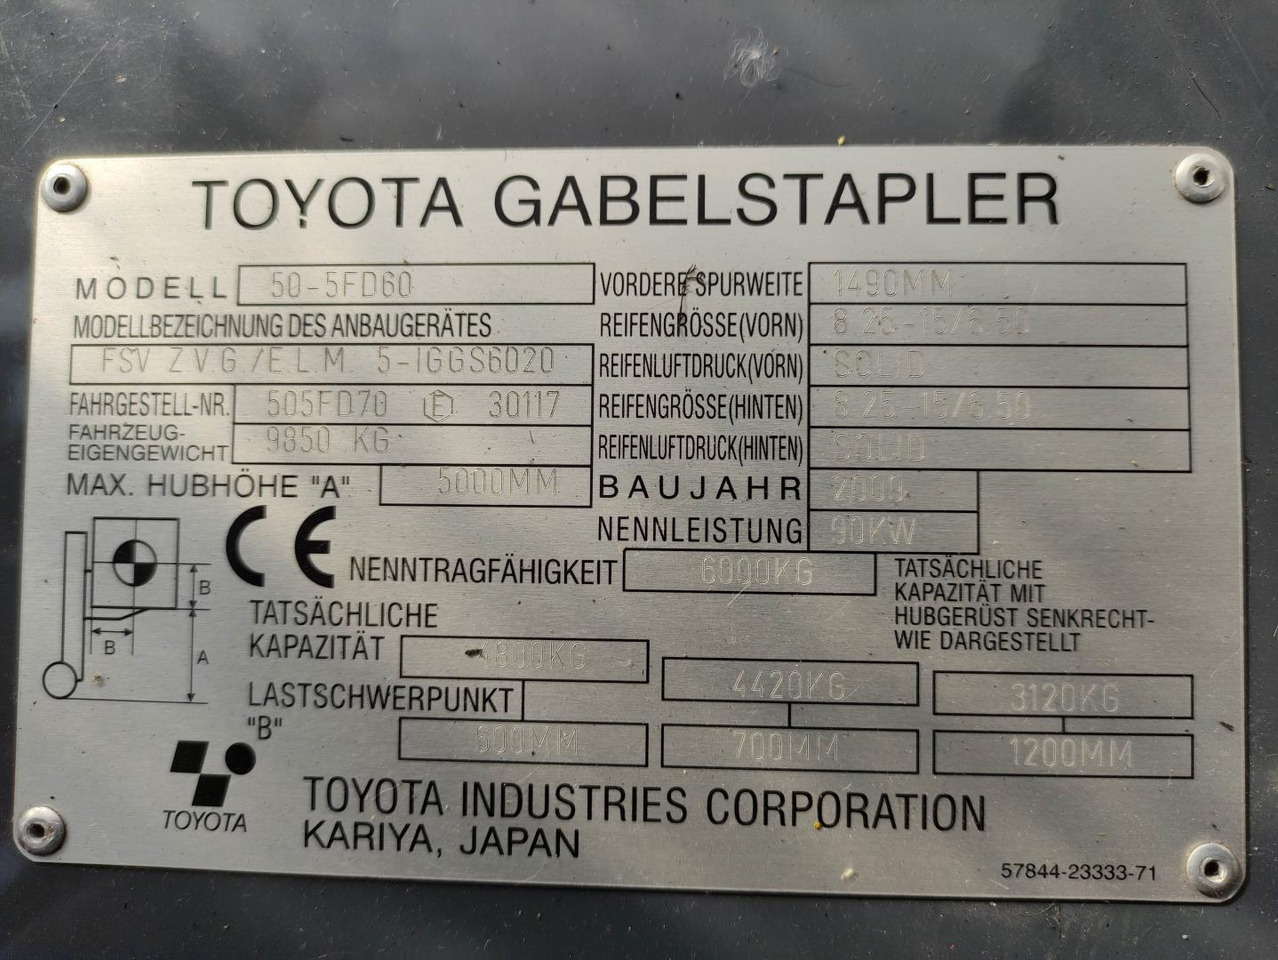 TOYOTA GABELSTAPLER
MODELL 50-5FD60
MODELLBEZEICHNUNG DES ANBAUGERÄTES
FSV Z.V.G./E.L.M. 5-IGGS6020
FAHRGESTELL-NR. 505FD70 E 30117
FAHRZEUG-
EIGENGEWICHT 9850 KG
MAX. HUBHÖHE "A" 5000MM
VORDERE SPURWEITE 1490MM
REIFENGRÖSSE(VORN) 8.25-15/6.50
REIFENLUFTDRUCK(VORN) SOLID
REIFENGRÖSSE(HINTEN) 8.25-15/6.50
REIFENLUFTDRUCK(HINTEN) SOLID
BAUJAHR 2000
NENNLEISTUNG 90KW
B
B
A
CE
NENNTRAGFÄHIGKEIT 6000KG
TATSÄCHLICHE
KAPAZITÄT MIT
HUBGERÜST SENKRECHT-
WIE DARGESTELLT
TATSÄCHLICHE
KAPAZITÄT 4800KG 4420KG 3120KG
LASTSCHWERPUNKT
"B" 600MM 700MM 1200MM
TOYOTA
TOYOTA INDUSTRIES CORPORATION
KARIYA, JAPAN
57844-23333-71